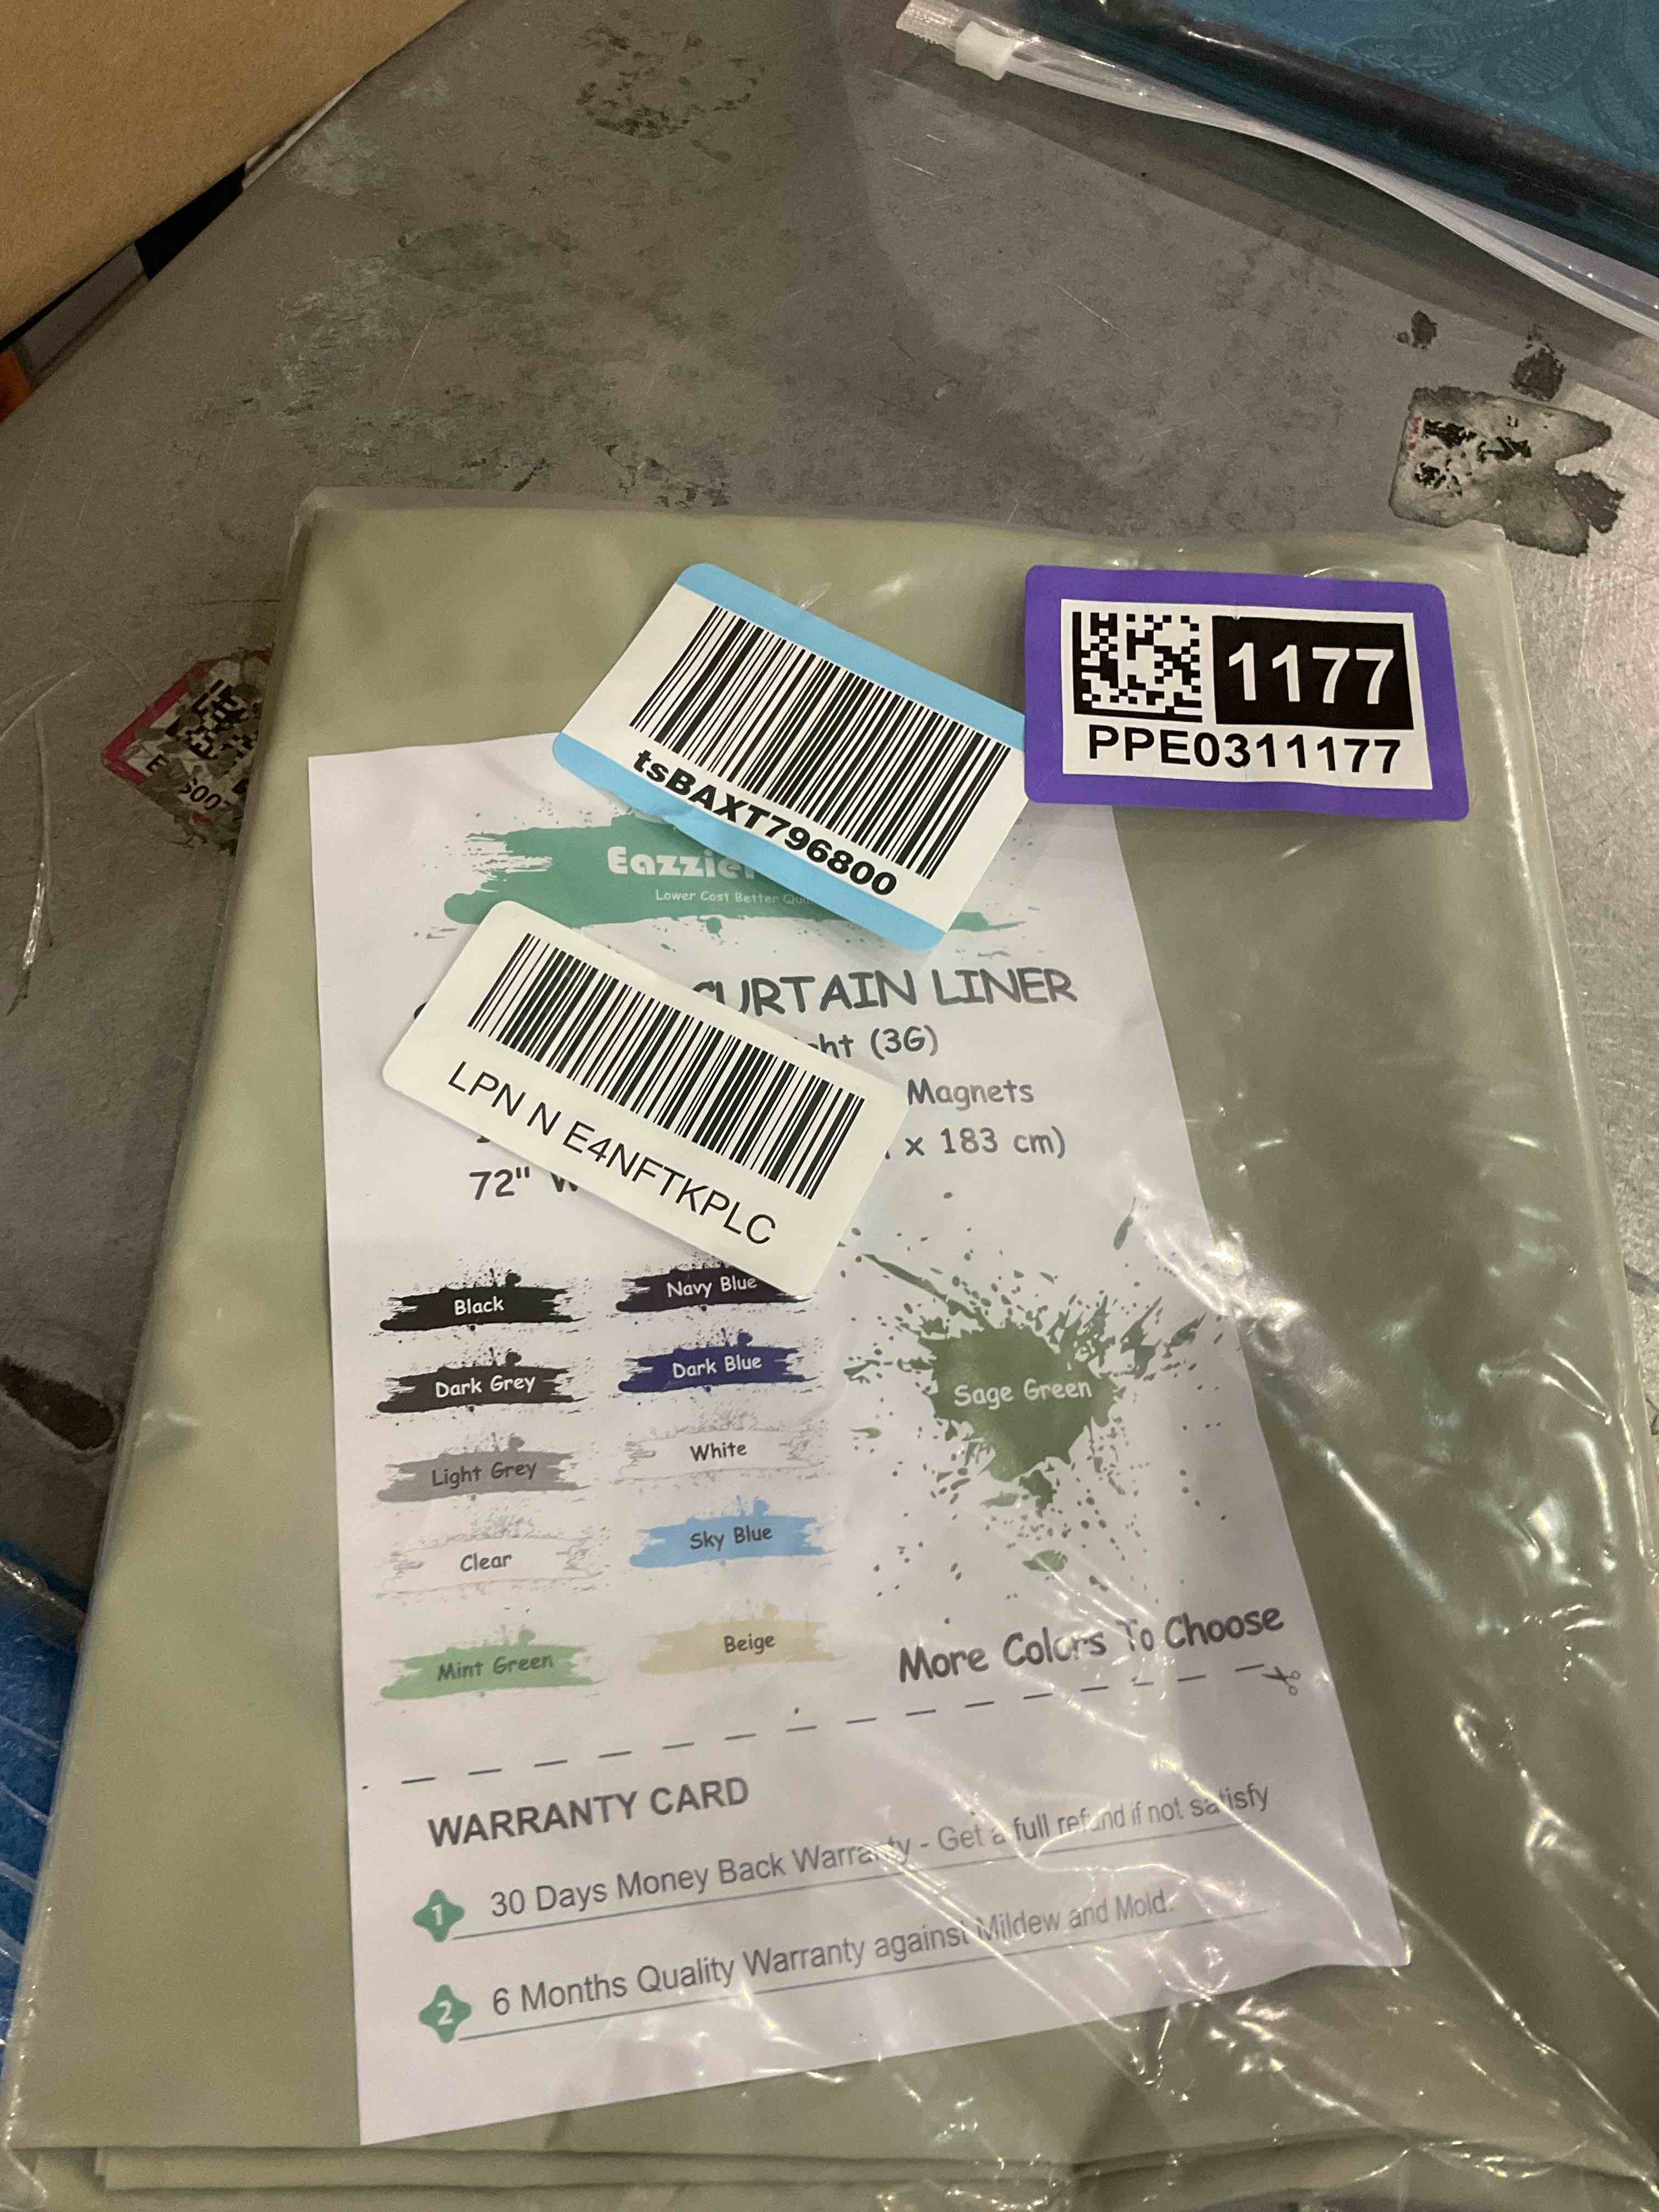 1177
PPE0311177
tsBAXT796800
Lower Cost Better
CURTAIN LINER
(3G)
LPN N E4NFTKPLC
Magnets
x 183 cm)
72"
Black
Navy Blue
Dark Grey
Dark Blue
Light Grey
White
Clear
Sky Blue
Mint Green
Beige
Sage Green
More Colors To Choose
WARRANTY CARD
1 30 Days Money Back Warranty - Get a full refund if not satisfy
2 6 Months Quality Warranty against Mildew and Mold.